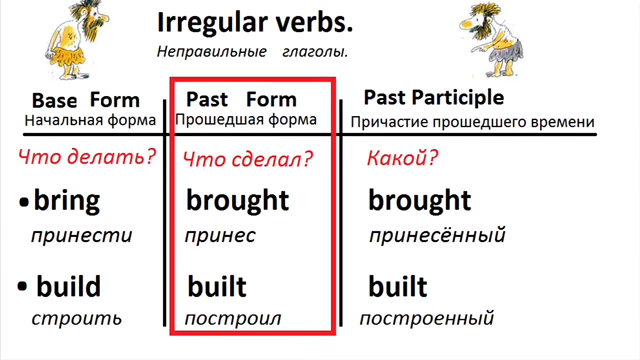 Irregular verbs.
Неправильные глаголы.
Base Form Past Form Past Participle
Начальная форма Прошедшая форма Причастие прошедшего времени
Что делать? Что сделал? Какой?
• bring brought brought
принести принес принесённый
• build built built
строить построил построенный